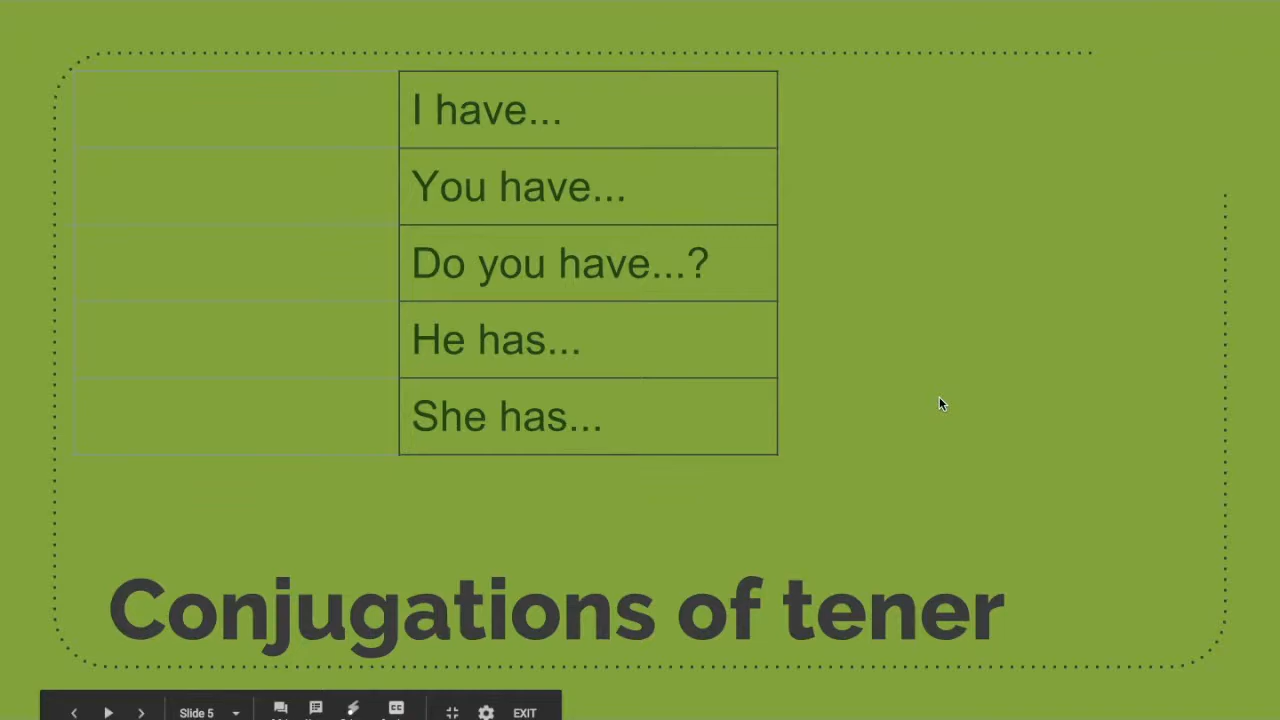 I have...
You have...
Do you have...?
He has...
She has...
Conjugations of tener
Slide 5
EXIT